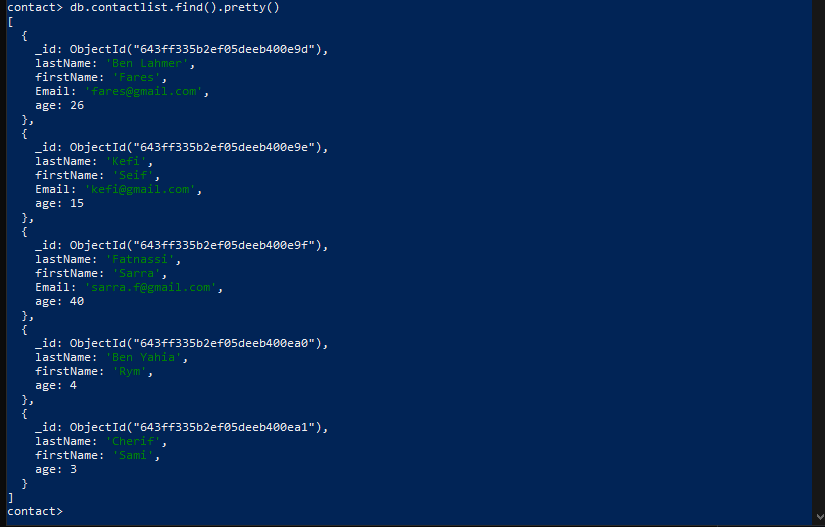 contact> db.contactlist.find().pretty()
[
  {
    _id: ObjectId("643ff335b2ef05deeb400e9d"),
    lastName: 'Ben Lahmer',
    firstName: 'Fares',
    Email: 'fares@gmail.com',
    age: 26
  },
  {
    _id: ObjectId("643ff335b2ef05deeb400e9e"),
    lastName: 'Kefi',
    firstName: 'Seif',
    Email: 'kefi@gmail.com',
    age: 15
  },
  {
    _id: ObjectId("643ff335b2ef05deeb400e9f"),
    lastName: 'Fatnassi',
    firstName: 'Sarra',
    Email: 'sarra.f@gmail.com',
    age: 40
  },
  {
    _id: ObjectId("643ff335b2ef05deeb400ea0"),
    lastName: 'Ben Yahia',
    firstName: 'Rym',
    age: 4
  },
  {
    _id: ObjectId("643ff335b2ef05deeb400ea1"),
    lastName: 'Cherif',
    firstName: 'Sami',
    age: 3
  }
]
contact>